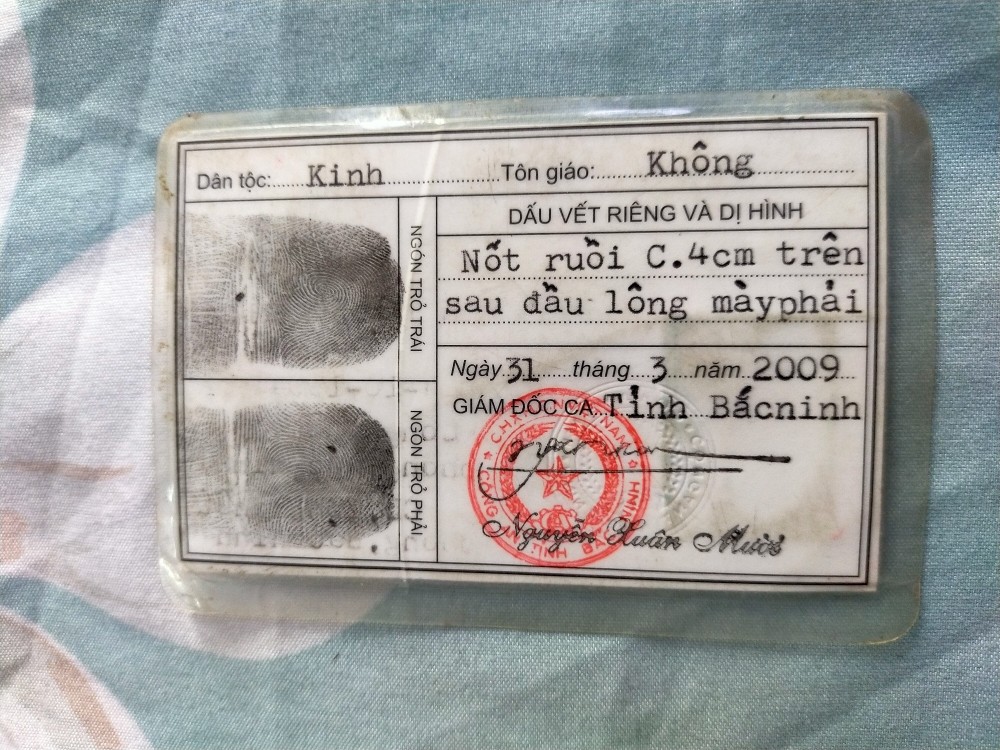 Dân tộc: Kinh Tôn giáo: Không
NGÓN TRỎ TRÁI
NGÓN TRỎ PHẢI
DẤU VẾT RIÊNG VÀ DỊ HÌNH
Nốt ruồi C.4cm trên
sau đầu lông màyphải
Ngày 31 tháng 3 năm 2009
GIÁM ĐỐC CA Tỉnh Bắcninh
Nguyễn Xuân Mười